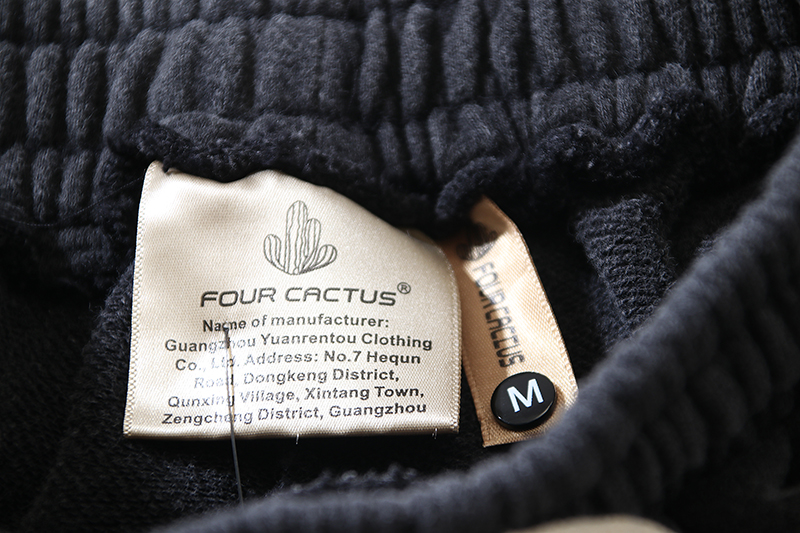 FOUR CACTUS®
Name of manufacturer:
Guangzhou Yuanrentou Clothing
Co., Ltd. Address: No.7 Hequn
Road, Dongkeng District,
Qunxing Village, Xintang Town,
Zengcheng District, Guangzhou
FOUR CACTUS
M